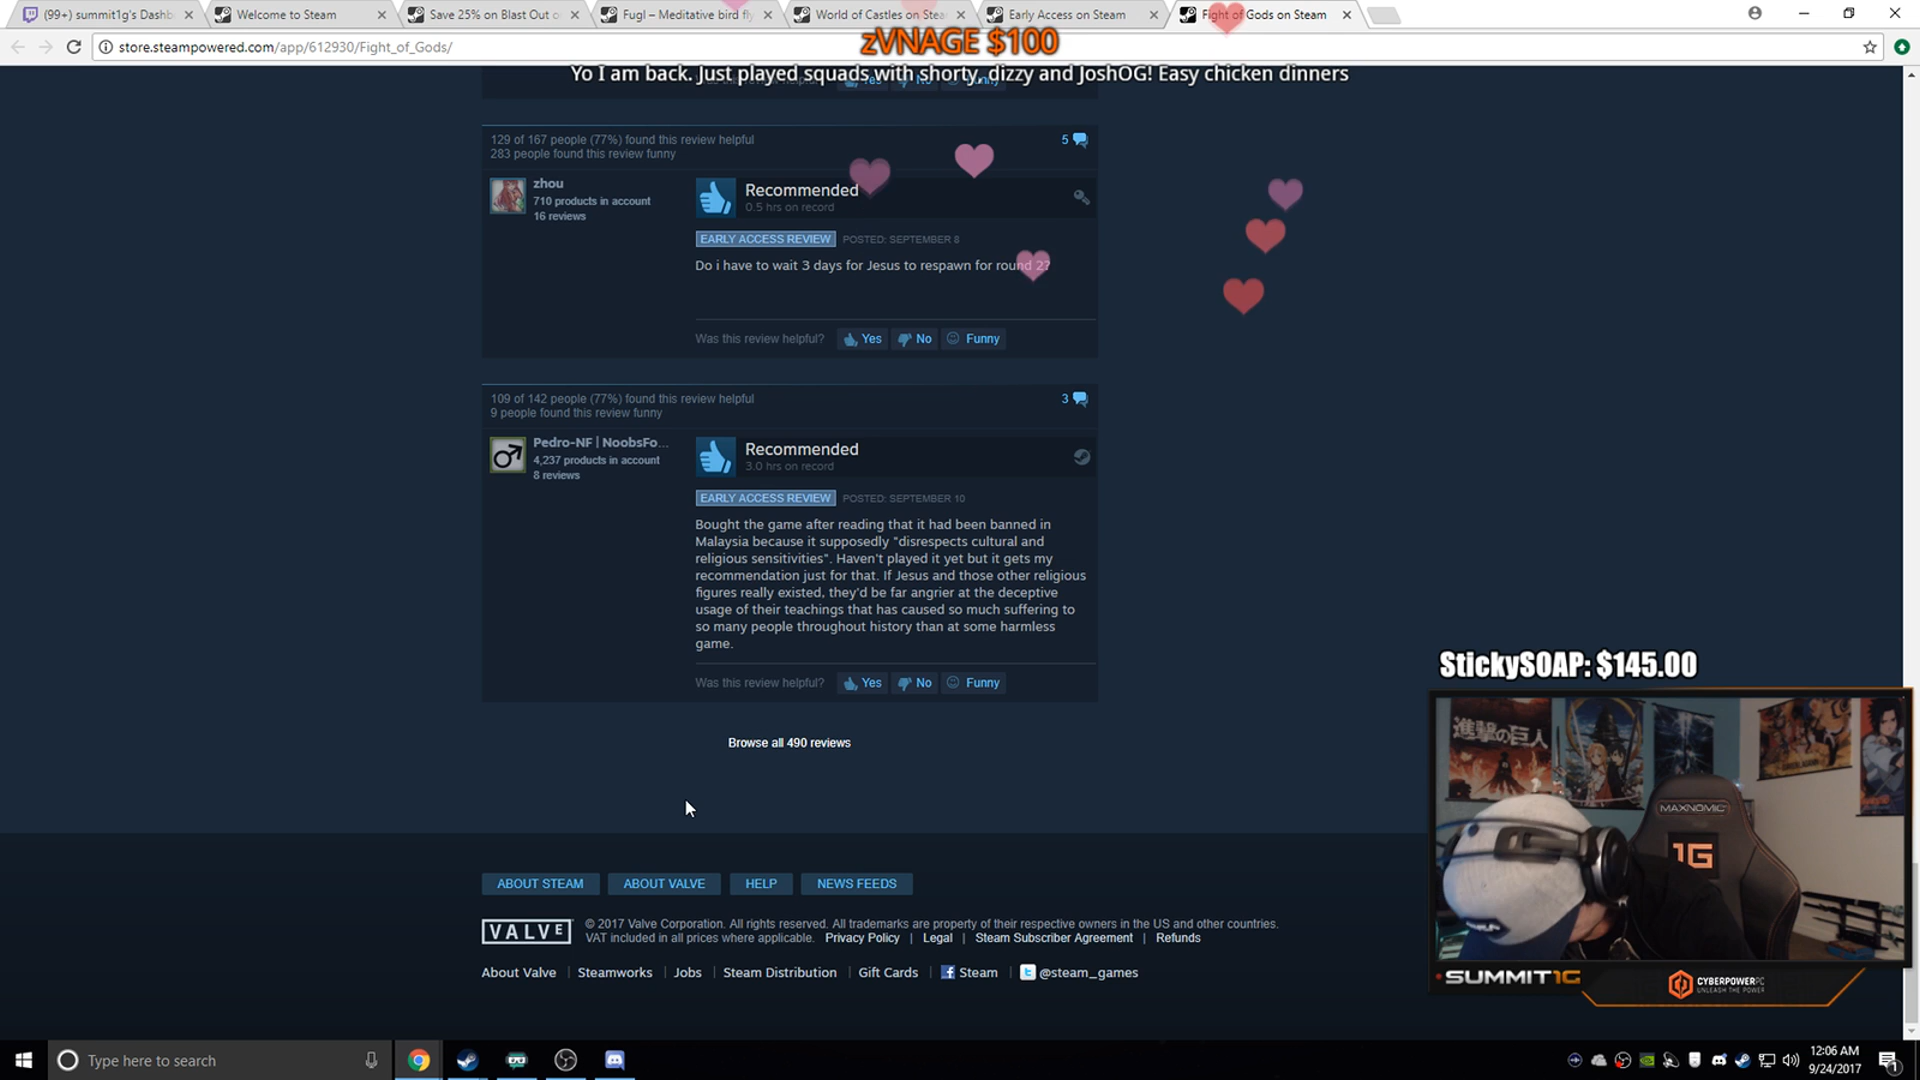 (99+) summit1g's Dashb
Welcome to Steam
Save 25% on Blast Out o
Fugl – Meditative bird fly
World of Castles on Stea
Early Access on Steam
Fight of Gods on Steam
store.steampowered.com/app/612930/Fight_of_Gods/
zVNAGE $100
Yo I am back. Just played squads with shorty, dizzy and JoshOG! Easy chicken dinners
Yes No Funny
129 of 167 people (77%) found this review helpful
283 people found this review funny
5
zhou
710 products in account
16 reviews
Recommended
0.5 hrs on record
EARLY ACCESS REVIEW POSTED: SEPTEMBER 8
Do i have to wait 3 days for Jesus to respawn for round 2?
Was this review helpful? Yes No Funny
109 of 142 people (77%) found this review helpful
9 people found this review funny
3
Pedro-NF | NoobsFo...
4,237 products in account
8 reviews
Recommended
3.0 hrs on record
EARLY ACCESS REVIEW POSTED: SEPTEMBER 10
Bought the game after reading that it had been banned in
Malaysia because it supposedly "disrespects cultural and
religious sensitivities". Haven't played it yet but it gets my
recommendation just for that. If Jesus and those other religious
figures really existed, they'd be far angrier at the deceptive
usage of their teachings that has caused so much suffering to
so many people throughout history than at some harmless
game.
Was this review helpful? Yes No Funny
Browse all 490 reviews
StickySOAP: $145.00
進撃の巨人
MAXNOMIC
1G
SUMMIT1G
CYBERPOWERPC
UNLEASH THE POWER
ABOUT STEAM ABOUT VALVE HELP NEWS FEEDS
VALVE
© 2017 Valve Corporation. All rights reserved. All trademarks are property of their respective owners in the US and other countries.
VAT included in all prices where applicable. Privacy Policy | Legal | Steam Subscriber Agreement | Refunds
About Valve | Steamworks | Jobs | Steam Distribution | Gift Cards | Steam | @steam_games
Type here to search
12:06 AM
9/24/2017
1